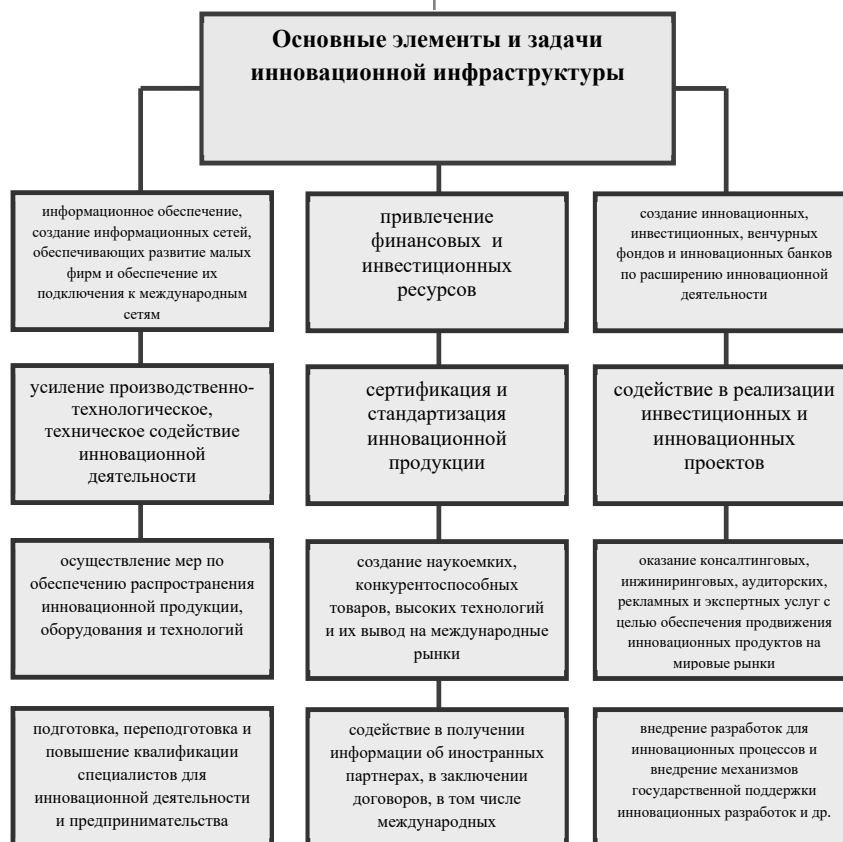 Основные элементы и задачи
инновационной инфраструктуры
информационное обеспечение,
создание информационных сетей,
обеспечивающих развитие малых
фирм и обеспечение их
подключения к международным
сетям
привлечение
финансовых и
инвестиционных
ресурсов
создание инновационных,
инвестиционных, венчурных
фондов и инновационных банков
по расширению инновационной
деятельности
усиление производственно-
технологическое,
техническое содействие
инновационной
деятельности
сертификация и
стандартизация
инновационной
продукции
содействие в реализации
инвестиционных и
инновационных
проектов
осуществление мер по
обеспечению распространения
инновационной продукции,
оборудования и технологий
создание наукоемких,
конкурентоспособных
товаров, высоких технологий
и их вывод на международные
рынки
оказание консалтинговых,
инжиниринговых, аудиторских,
рекламных и экспертных услуг с
целью обеспечения продвижения
инновационных продуктов на
мировые рынки
подготовка, переподготовка и
повышение квалификации
специалистов для
инновационной деятельности
и предпринимательства
содействие в получении
информации об иностранных
партнерах, в заключении
договоров, в том числе
международных
внедрение разработок для
инновационных процессов и
внедрение механизмов
государственной поддержки
инновационных разработок и др.